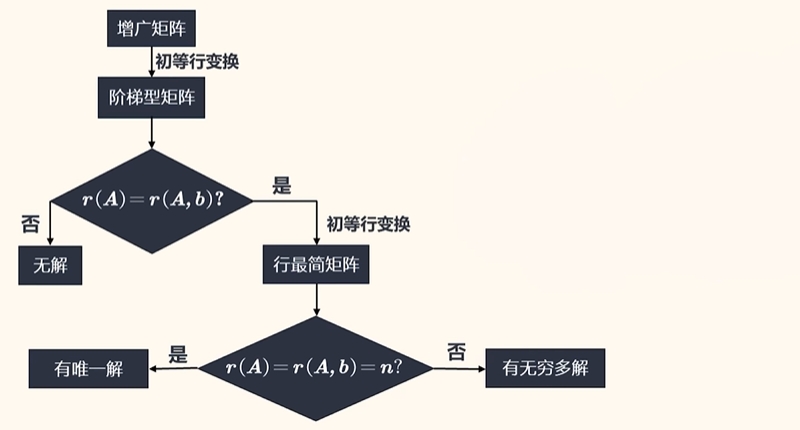 增广矩阵
初等行变换
阶梯型矩阵
r(A)=r(A,b)?
是
否
初等行变换
无解
行最简矩阵
r(A)=r(A,b)=n?
是
否
有唯一解
有无穷多解